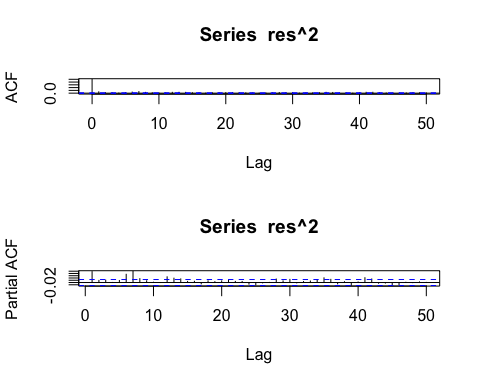 Series res^2
ACF
0.0
0 10 20 30 40 50
Lag
Series res^2
Partial ACF
-0.02
0 10 20 30 40 50
Lag